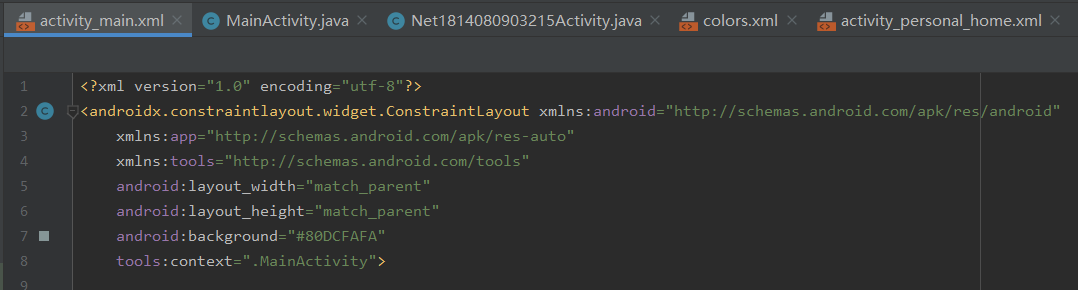 activity_main.xml MainActivity.java Net1814080903215Activity.java colors.xml activity_personal_home.xml
1 <?xml version="1.0" encoding="utf-8"?>
2 <androidx.constraintlayout.widget.ConstraintLayout xmlns:android="http://schemas.android.com/apk/res/android"
3 xmlns:app="http://schemas.android.com/apk/res-auto"
4 xmlns:tools="http://schemas.android.com/tools"
5 android:layout_width="match_parent"
6 android:layout_height="match_parent"
7 android:background="#80DCFAFA"
8 tools:context=".MainActivity">
9